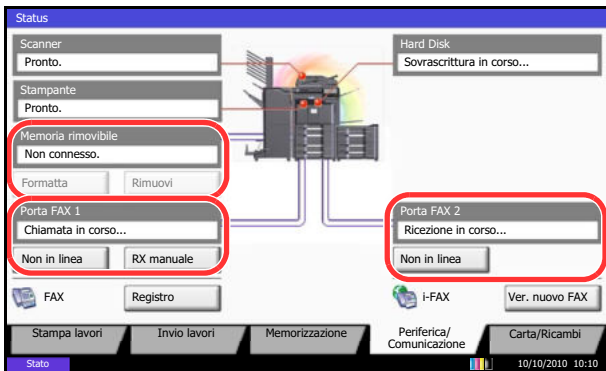 Status
Scanner
Pronto.
Hard Disk
Sovrascrittura in corso...
Stampante
Pronto.
Memoria rimovibile
Non connesso.
Formatta
Rimuovi
Porta FAX 1
Chiamata in corso...
Non in linea
RX manuale
Porta FAX 2
Ricezione in corso...
Non in linea
FAX
Registro
i-FAX
Ver. nuovo FAX
Stampa lavori
Invio lavori
Memorizzazione
Periferica/
Comunicazione
Carta/Ricambi
Stato
10/10/2010 10:10